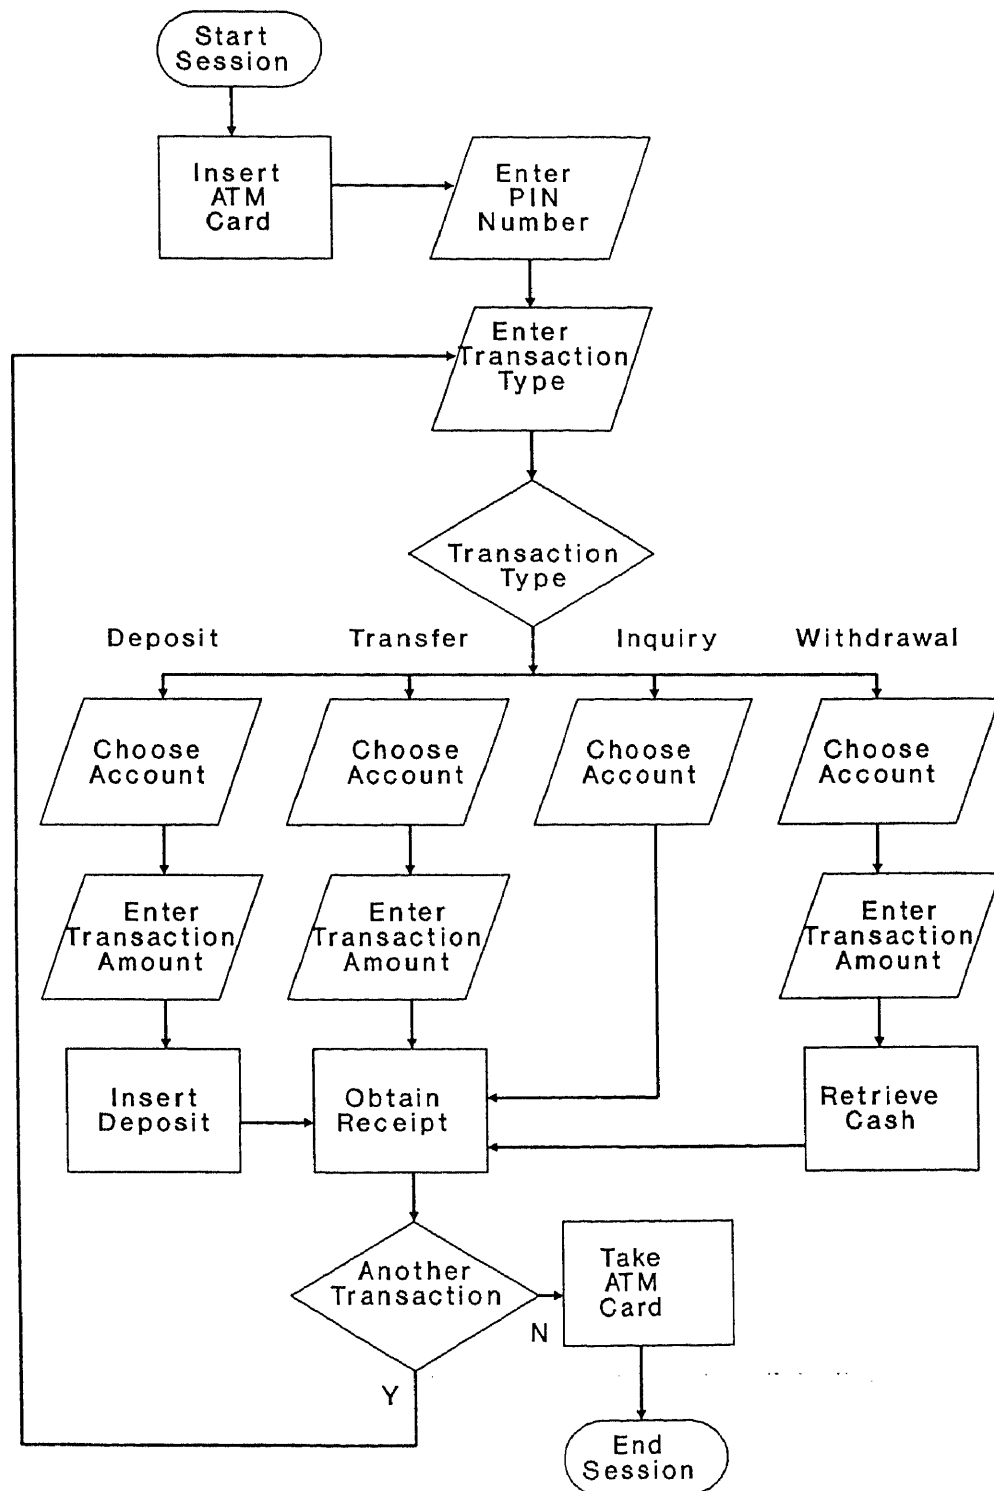 Start
Session
Insert
ATM
Card
Enter
PIN
Number
Enter
Transaction
Type
Transaction
Type
Deposit
Transfer
Inquiry
Withdrawal
Choose
Account
Choose
Account
Choose
Account
Choose
Account
Enter
Transaction
Amount
Enter
Transaction
Amount
Enter
Transaction
Amount
Insert
Deposit
Obtain
Receipt
Retrieve
Cash
Another
Transaction
N
Y
Take
ATM
Card
End
Session